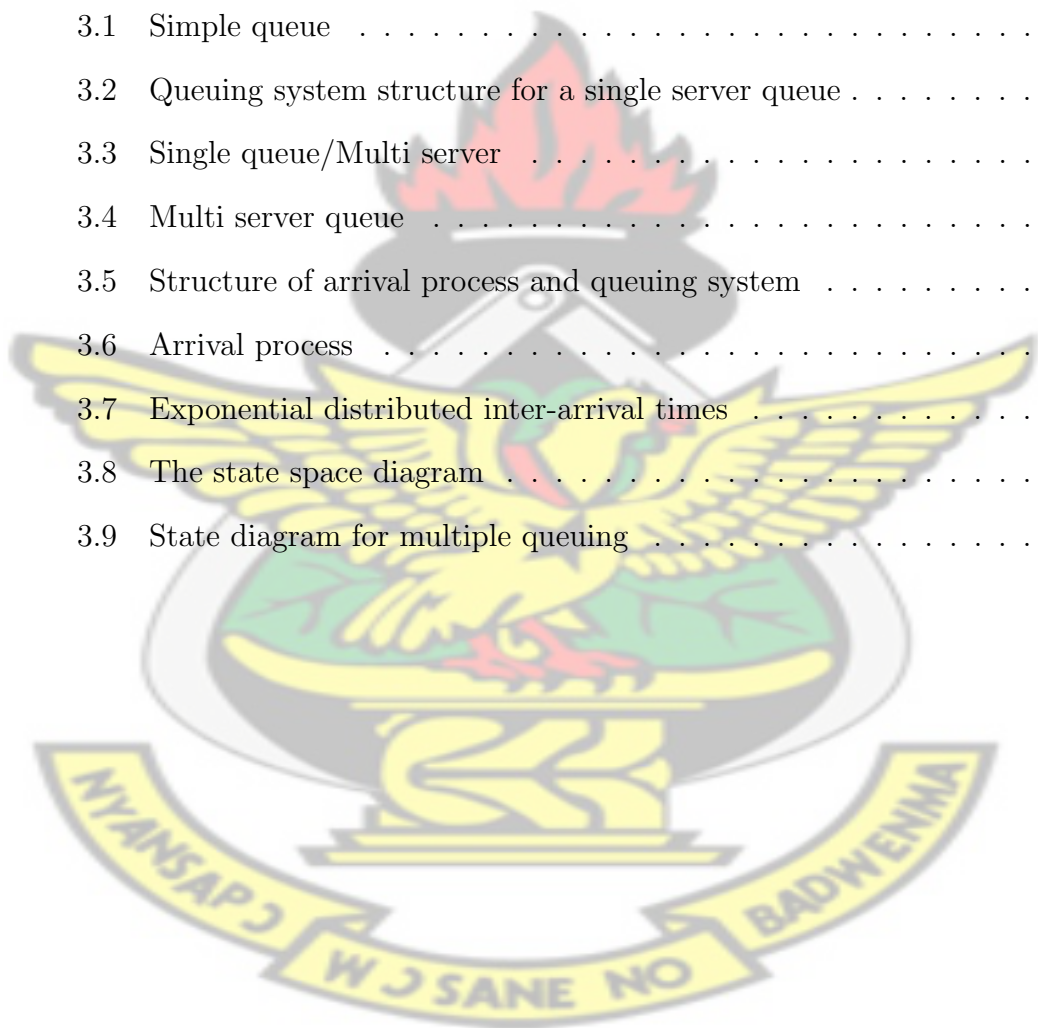 3.1 Simple queue . . . . . . . . . . . . . . . . . . . . . . . . . . . . .
3.2 Queuing system structure for a single server queue . . . . . . . .
3.3 Single queue/Multi server . . . . . . . . . . . . . . . . . . . . .
3.4 Multi server queue . . . . . . . . . . . . . . . . . . . . . . . . .
3.5 Structure of arrival process and queuing system . . . . . . . . .
3.6 Arrival process . . . . . . . . . . . . . . . . . . . . . . . . . . .
3.7 Exponential distributed inter-arrival times . . . . . . . . . . . .
3.8 The state space diagram . . . . . . . . . . . . . . . . . . . . . .
3.9 State diagram for multiple queuing . . . . . . . . . . . . . . . .
NYANSAPƆ WƆ SANE NO BADWENMA